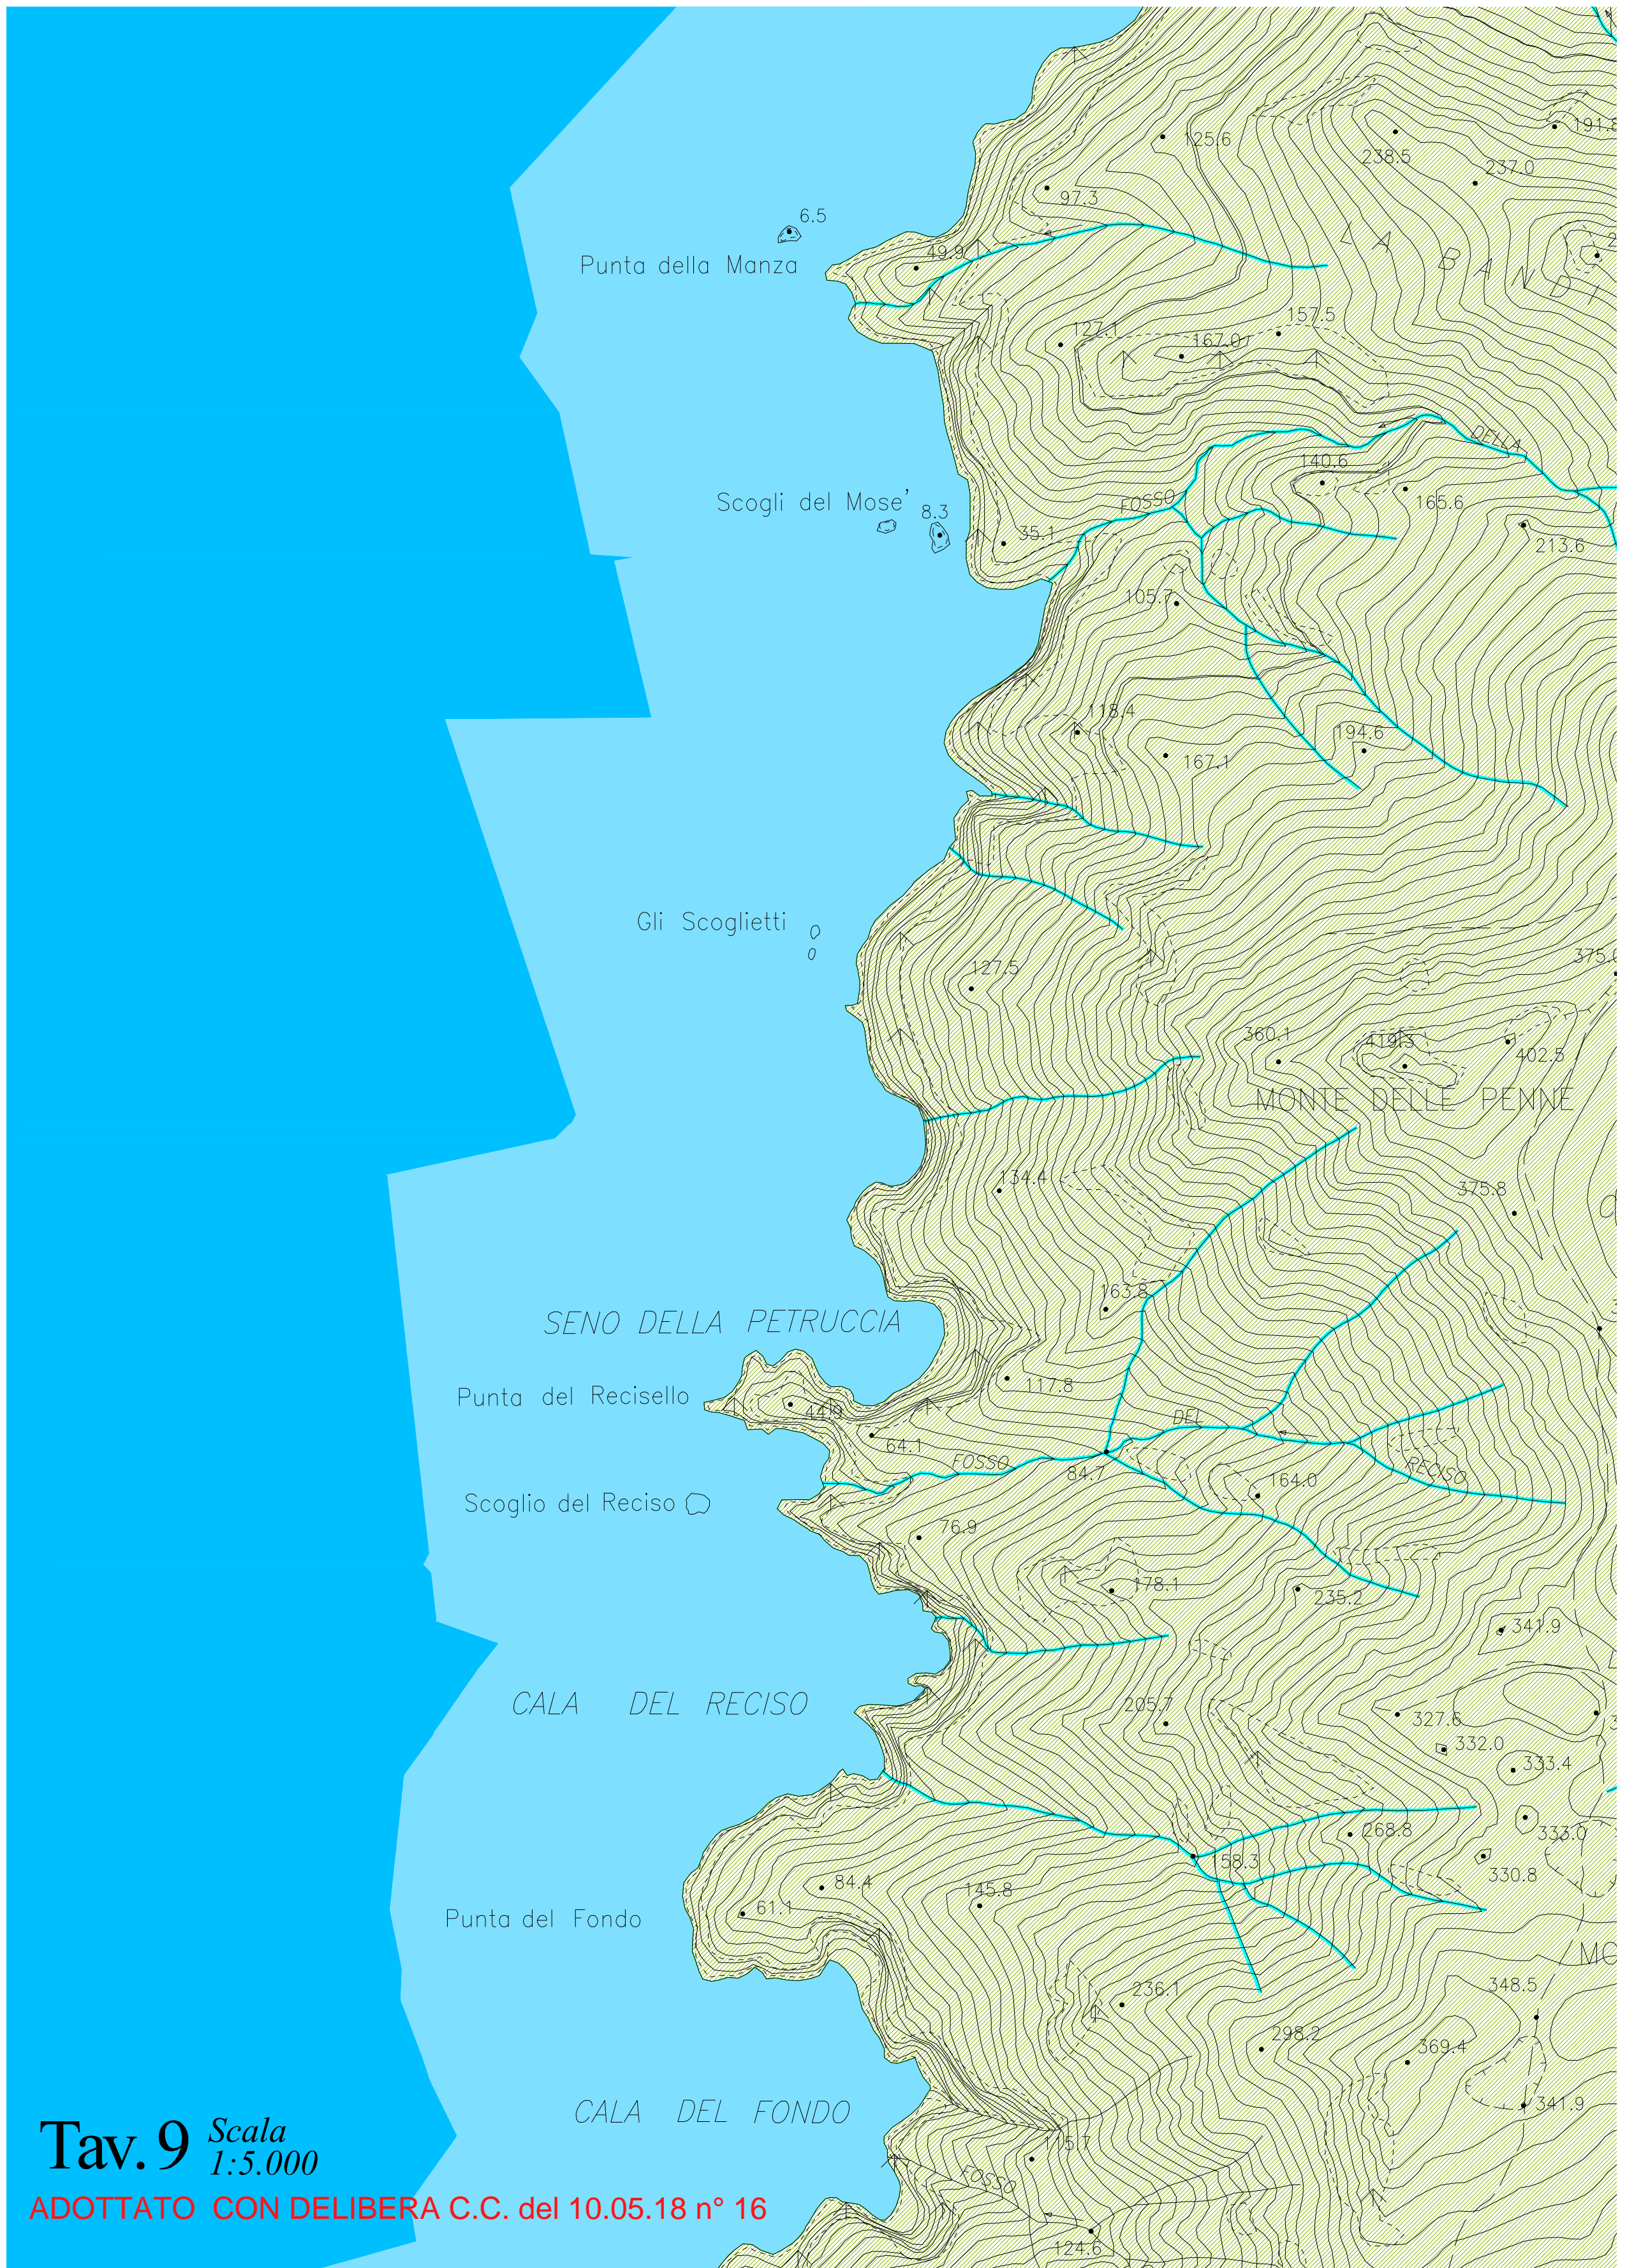 125.6
238.5
191.8
237.0
97.3
6.5
49.9
Punta della Manza
LA BANDI
157.5
127.1
167.0
DELLA
140.6
FOSSO
165.6
Scogli del Mose'
8.3
35.1
213.6
105.7
118.4
194.6
167.1
Gli Scoglietti
127.5
375.0
360.1
419.3
402.5
MONTE DELLE PENNE
134.4
375.8
163.8
SENO DELLA PETRUCCIA
117.8
Punta del Recisello
44.9
DEL
64.1
FOSSO
84.7
RECISO
164.0
Scoglio del Reciso
76.9
178.1
235.2
341.9
CALA DEL RECISO
205.7
327.6
332.0
333.4
268.8
333.0
158.3
330.8
84.4
145.8
61.1
Punta del Fondo
MO
348.5
236.1
298.2
369.4
CALA DEL FONDO
341.9
115.7
FOSSO
124.6
Tav. 9 Scala
1:5.000
ADOTTATO CON DELIBERA C.C. del 10.05.18 n° 16